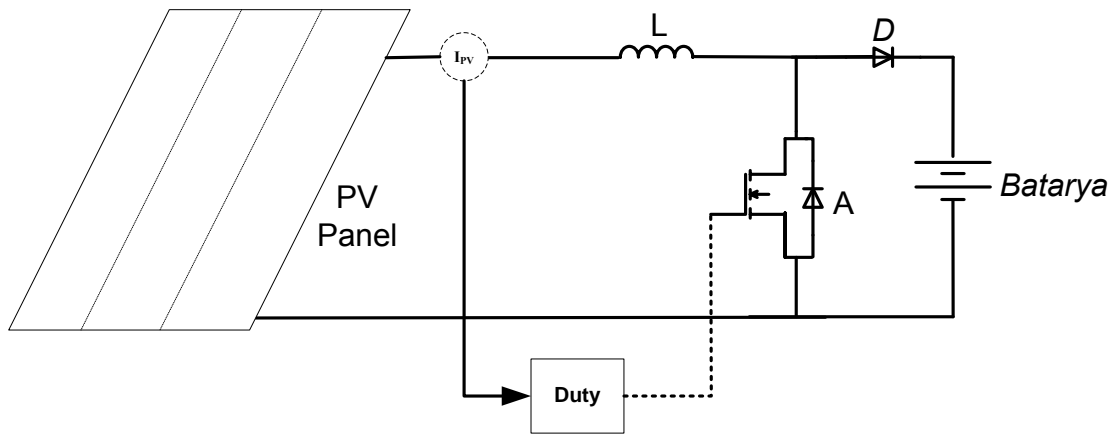 L
D
I_PV
PV
Panel
A
Batarya
Duty